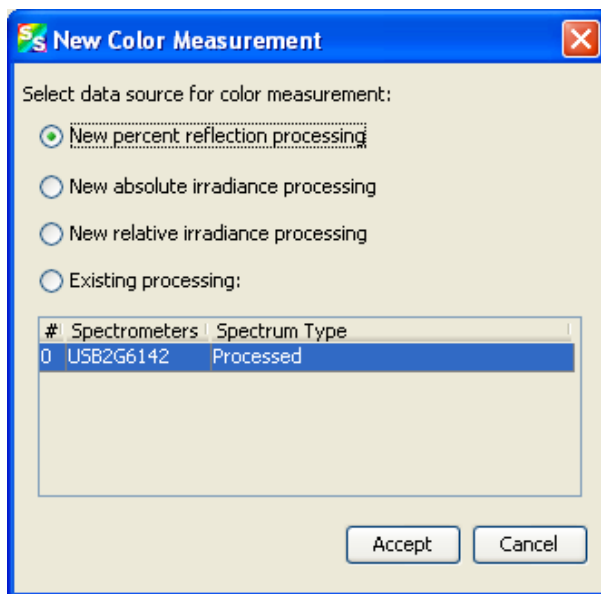 SS New Color Measurement
Select data source for color measurement:
New percent reflection processing
New absolute irradiance processing
New relative irradiance processing
Existing processing:
# Spectrometers Spectrum Type
0 USB2G6142 Processed
Accept Cancel